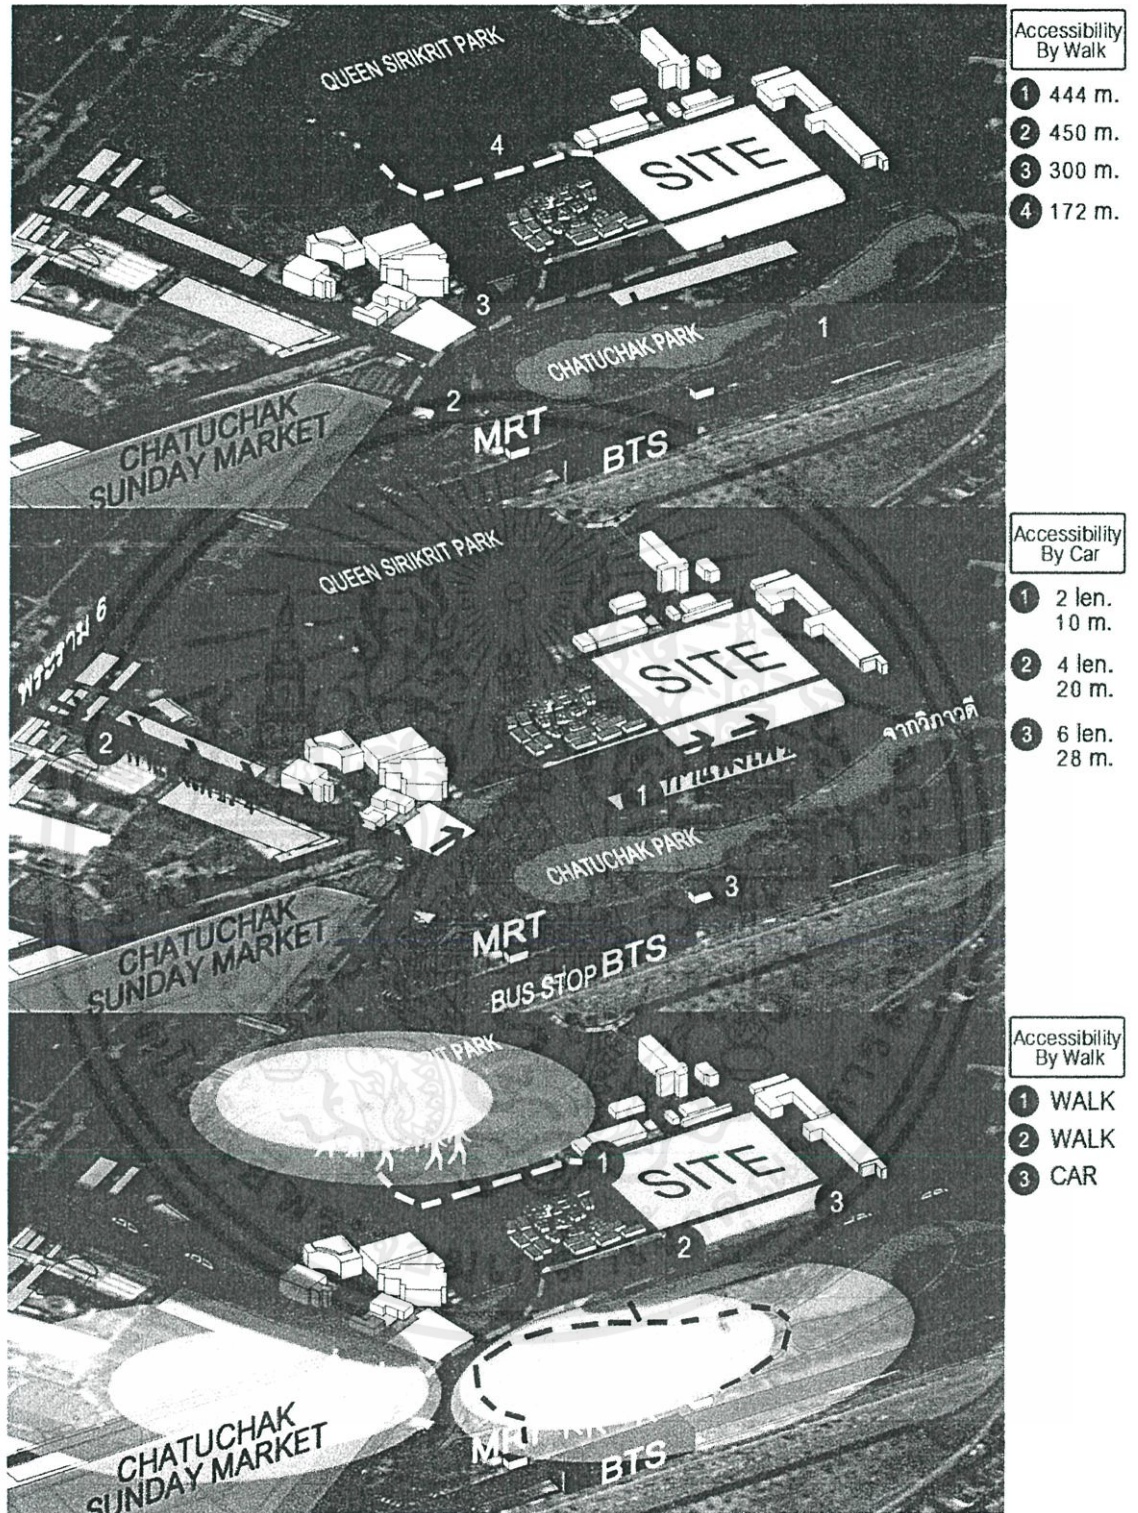 Accessibility
By Walk
1 444 m.
2 450 m.
3 300 m.
4 172 m.
QUEEN SIRIKRIT PARK
SITE
4
3
1
CHATUCHAK PARK
2
CHATUCHAK
SUNDAY MARKET
MRT
BTS
Accessibility
By Car
1 2 len.
10 m.
2 4 len.
20 m.
3 6 len.
28 m.
QUEEN SIRIKRIT PARK
พระราม 6
SITE
2
จากวิภาวดี
1
CHATUCHAK PARK
3
CHATUCHAK
SUNDAY MARKET
MRT
BUS-STOP BTS
Accessibility
By Walk
1 WALK
2 WALK
3 CAR
PARK
1
SITE
3
2
CHATUCHAK
SUNDAY MARKET
BTS